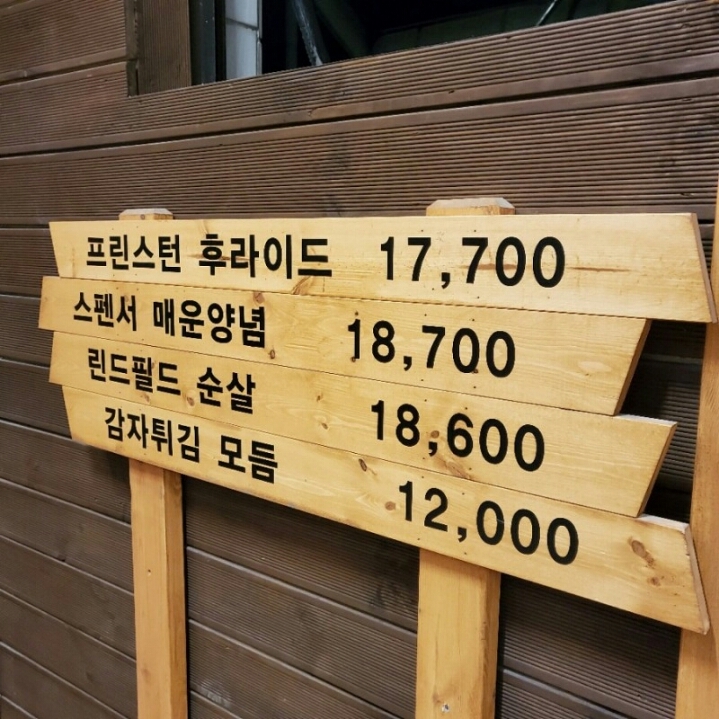 프린스턴 후라이드 17,700
스펜서 매운양념 18,700
린드팔드 순살 18,600
감자튀김 모듬 12,000